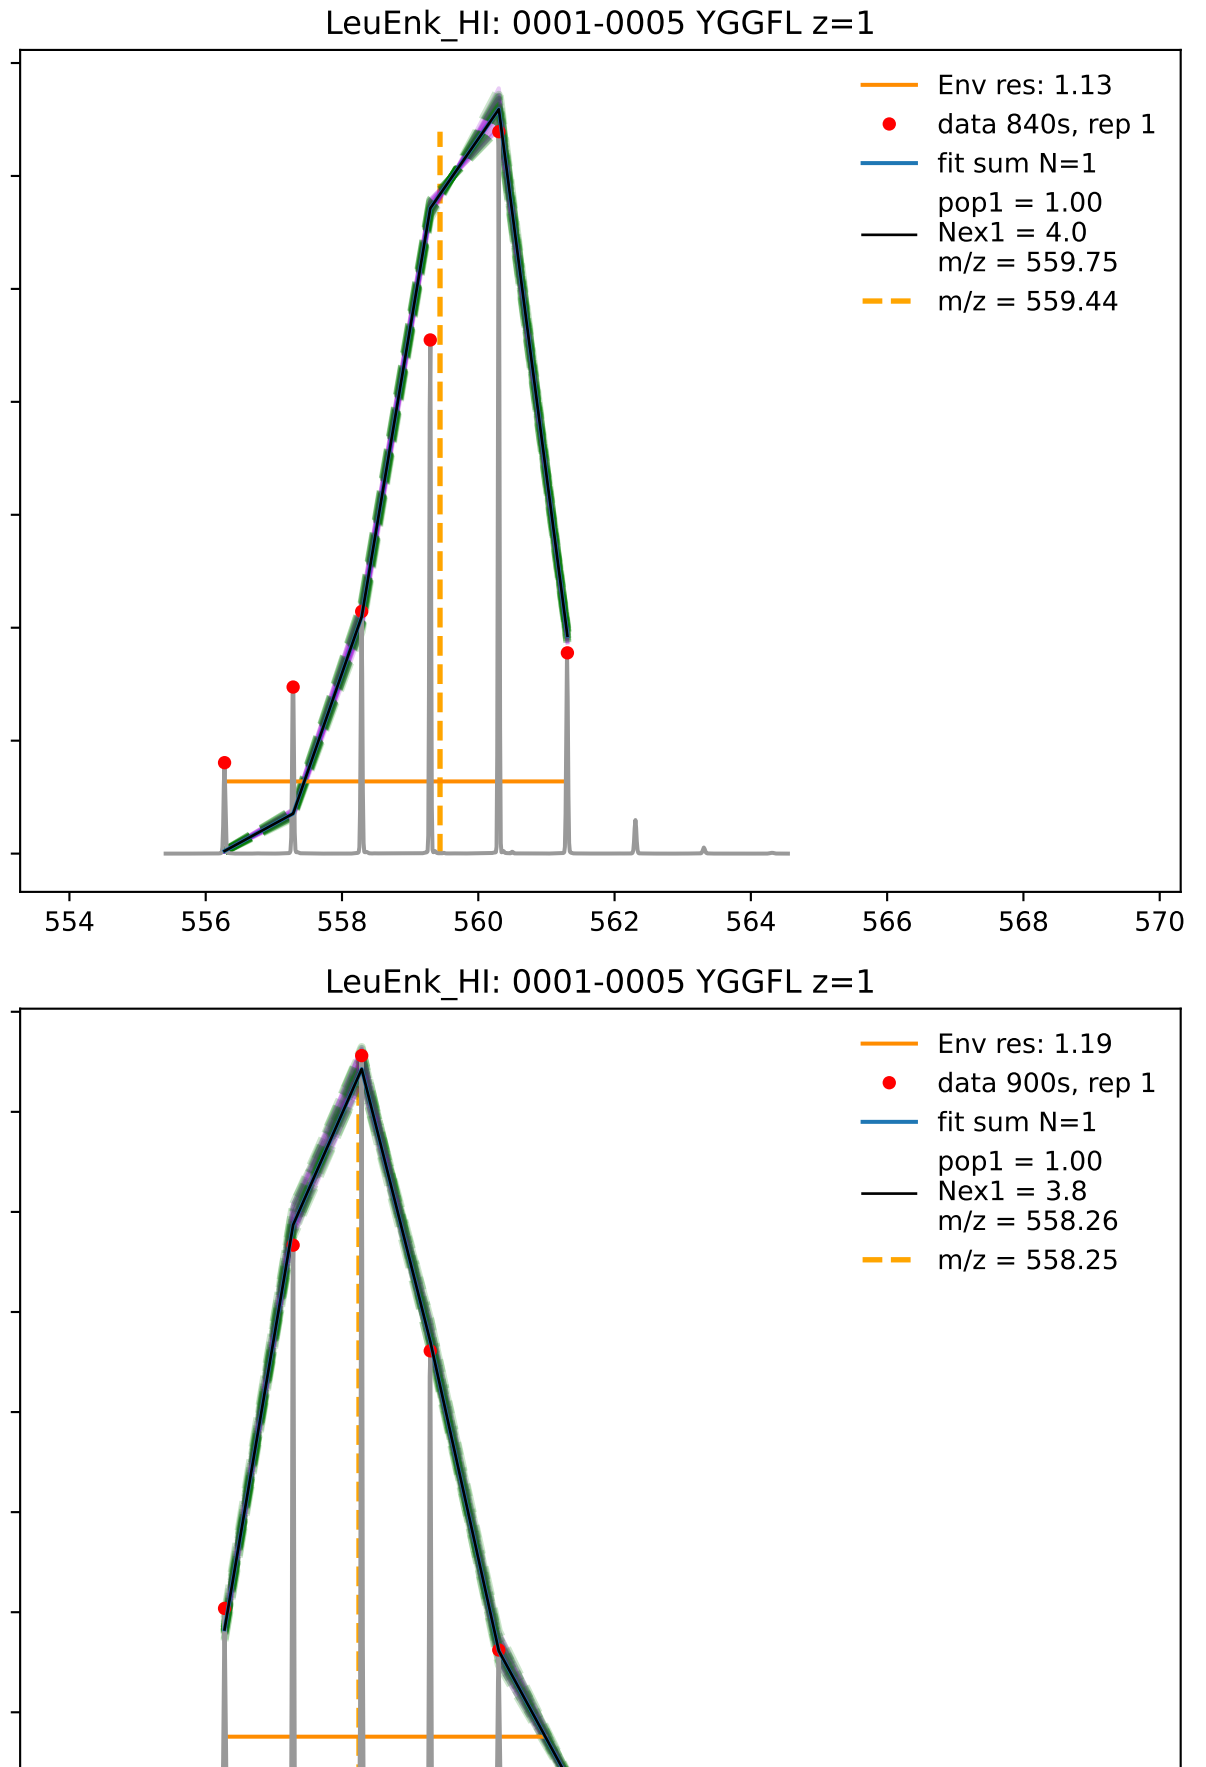 LeuEnk_HI: 0001-0005 YGGFL z=1
Env res: 1.13
data 840s, rep 1
fit sum N=1
pop1 = 1.00
Nex1 = 4.0
m/z = 559.75
m/z = 559.44
554 556 558 560 562 564 566 568 570
LeuEnk_HI: 0001-0005 YGGFL z=1
Env res: 1.19
data 900s, rep 1
fit sum N=1
pop1 = 1.00
Nex1 = 3.8
m/z = 558.26
m/z = 558.25